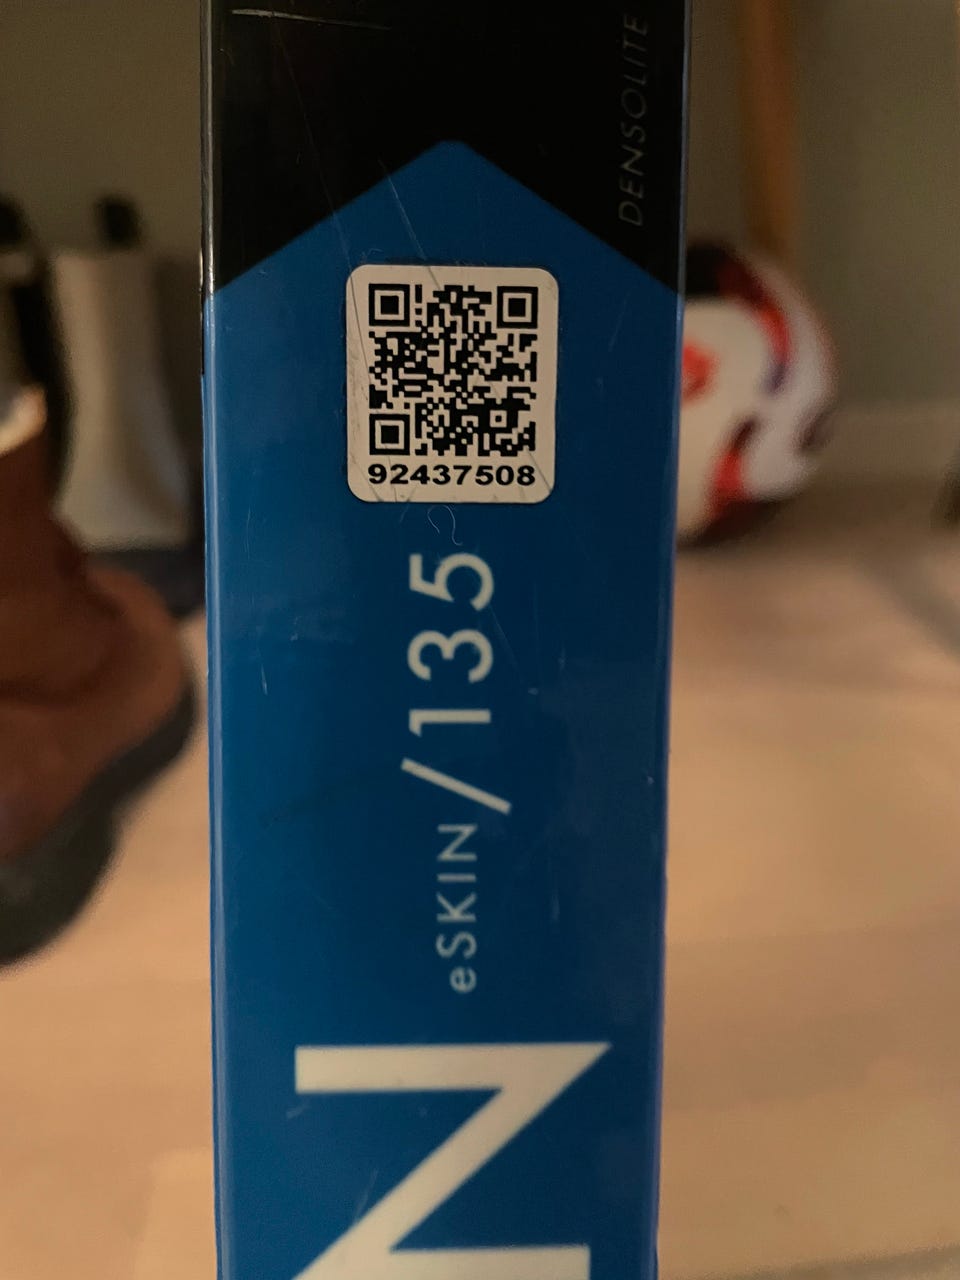 DENSOLITE
92437508
eSKIN/135
N